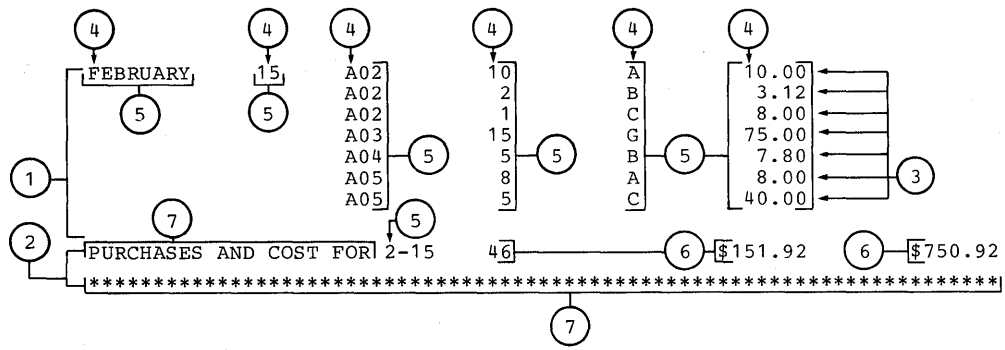 4 4 4 4 4 4
FEBRUARY 15 A02 10 A 10.00
A02 2 B 3.12
5 5
A02 1 C 8.00
A03 15 G 75.00
A04 5 5 5 B 5 7.80
1 A05 8 A 8.00 3
A05 5 C 40.00
7 5
2
PURCHASES AND COST FOR 2-15 46 6 $151.92 6 $750.92
*************************************************************************
7